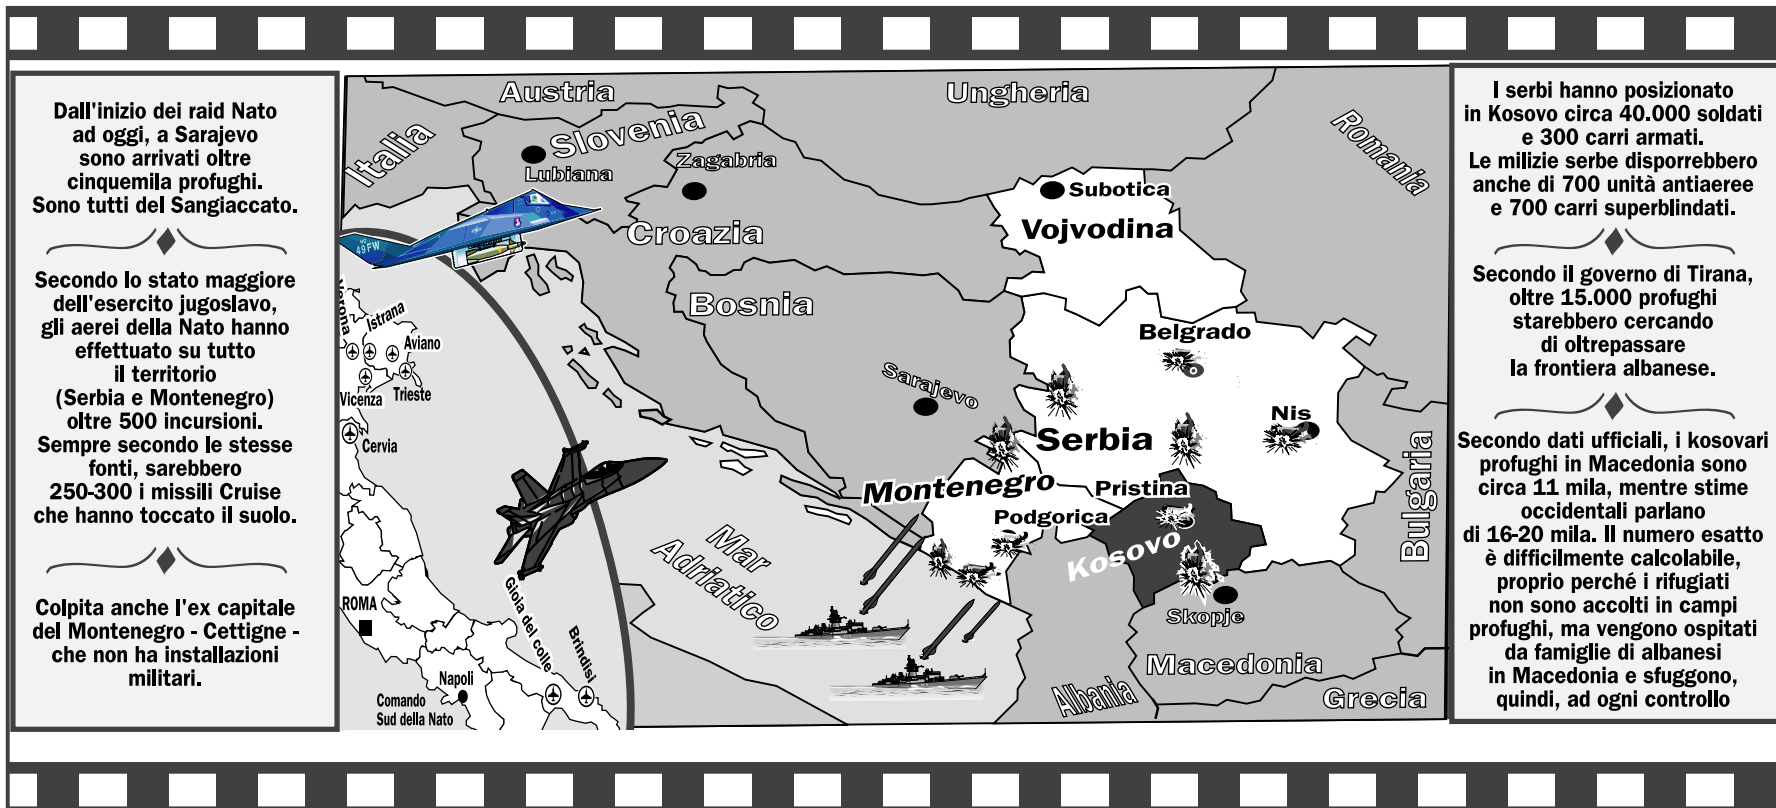 Dall'inizio dei raid Nato
ad oggi, a Sarajevo
sono arrivati oltre
cinquemila profughi.
Sono tutti del Sangiaccato.
Secondo lo stato maggiore
dell'esercito jugoslavo,
gli aerei della Nato hanno
effettuato su tutto
il territorio
(Serbia e Montenegro)
oltre 500 incursioni.
Sempre secondo le stesse
fonti, sarebbero
250-300 i missili Cruise
che hanno toccato il suolo.
Colpita anche l'ex capitale
del Montenegro - Cettigne -
che non ha installazioni
militari.
Austria
Ungheria
Italia
Slovenia
Lubiana
Zagabria
Croazia
Romania
Subotica
Vojvodina
49FW
Bosnia
Sarajevo
Belgrado
Nis
Serbia
Bulgaria
Montenegro
Podgorica
Pristina
Kosovo
Skopje
Macedonia
Albania
Grecia
Mar
Adriatico
Verona
Istrana
Aviano
Vicenza
Trieste
Cervia
ROMA
Gioia del colle
Brindisi
Napoli
Comando
Sud della Nato
I serbi hanno posizionato
in Kosovo circa 40.000 soldati
e 300 carri armati.
Le milizie serbe disporrebbero
anche di 700 unità antiaeree
e 700 carri superblindati.
Secondo il governo di Tirana,
oltre 15.000 profughi
starebbero cercando
di oltrepassare
la frontiera albanese.
Secondo dati ufficiali, i kosovari
profughi in Macedonia sono
circa 11 mila, mentre stime
occidentali parlano
di 16-20 mila. Il numero esatto
è difficilmente calcolabile,
proprio perché i rifugiati
non sono accolti in campi
profughi, ma vengono ospitati
da famiglie di albanesi
in Macedonia e sfuggono,
quindi, ad ogni controllo